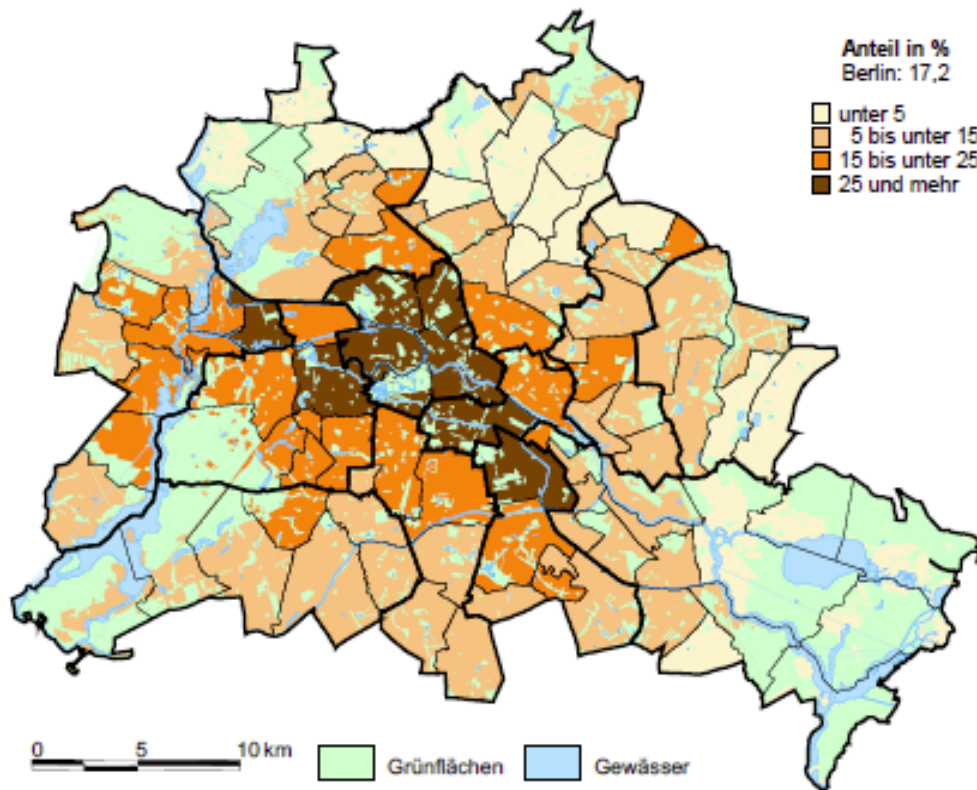 Anteil in %
Berlin: 17,2
unter 5
5 bis unter 15
15 bis unter 25
25 und mehr
0 5 10 km
Grünflächen
Gewässer